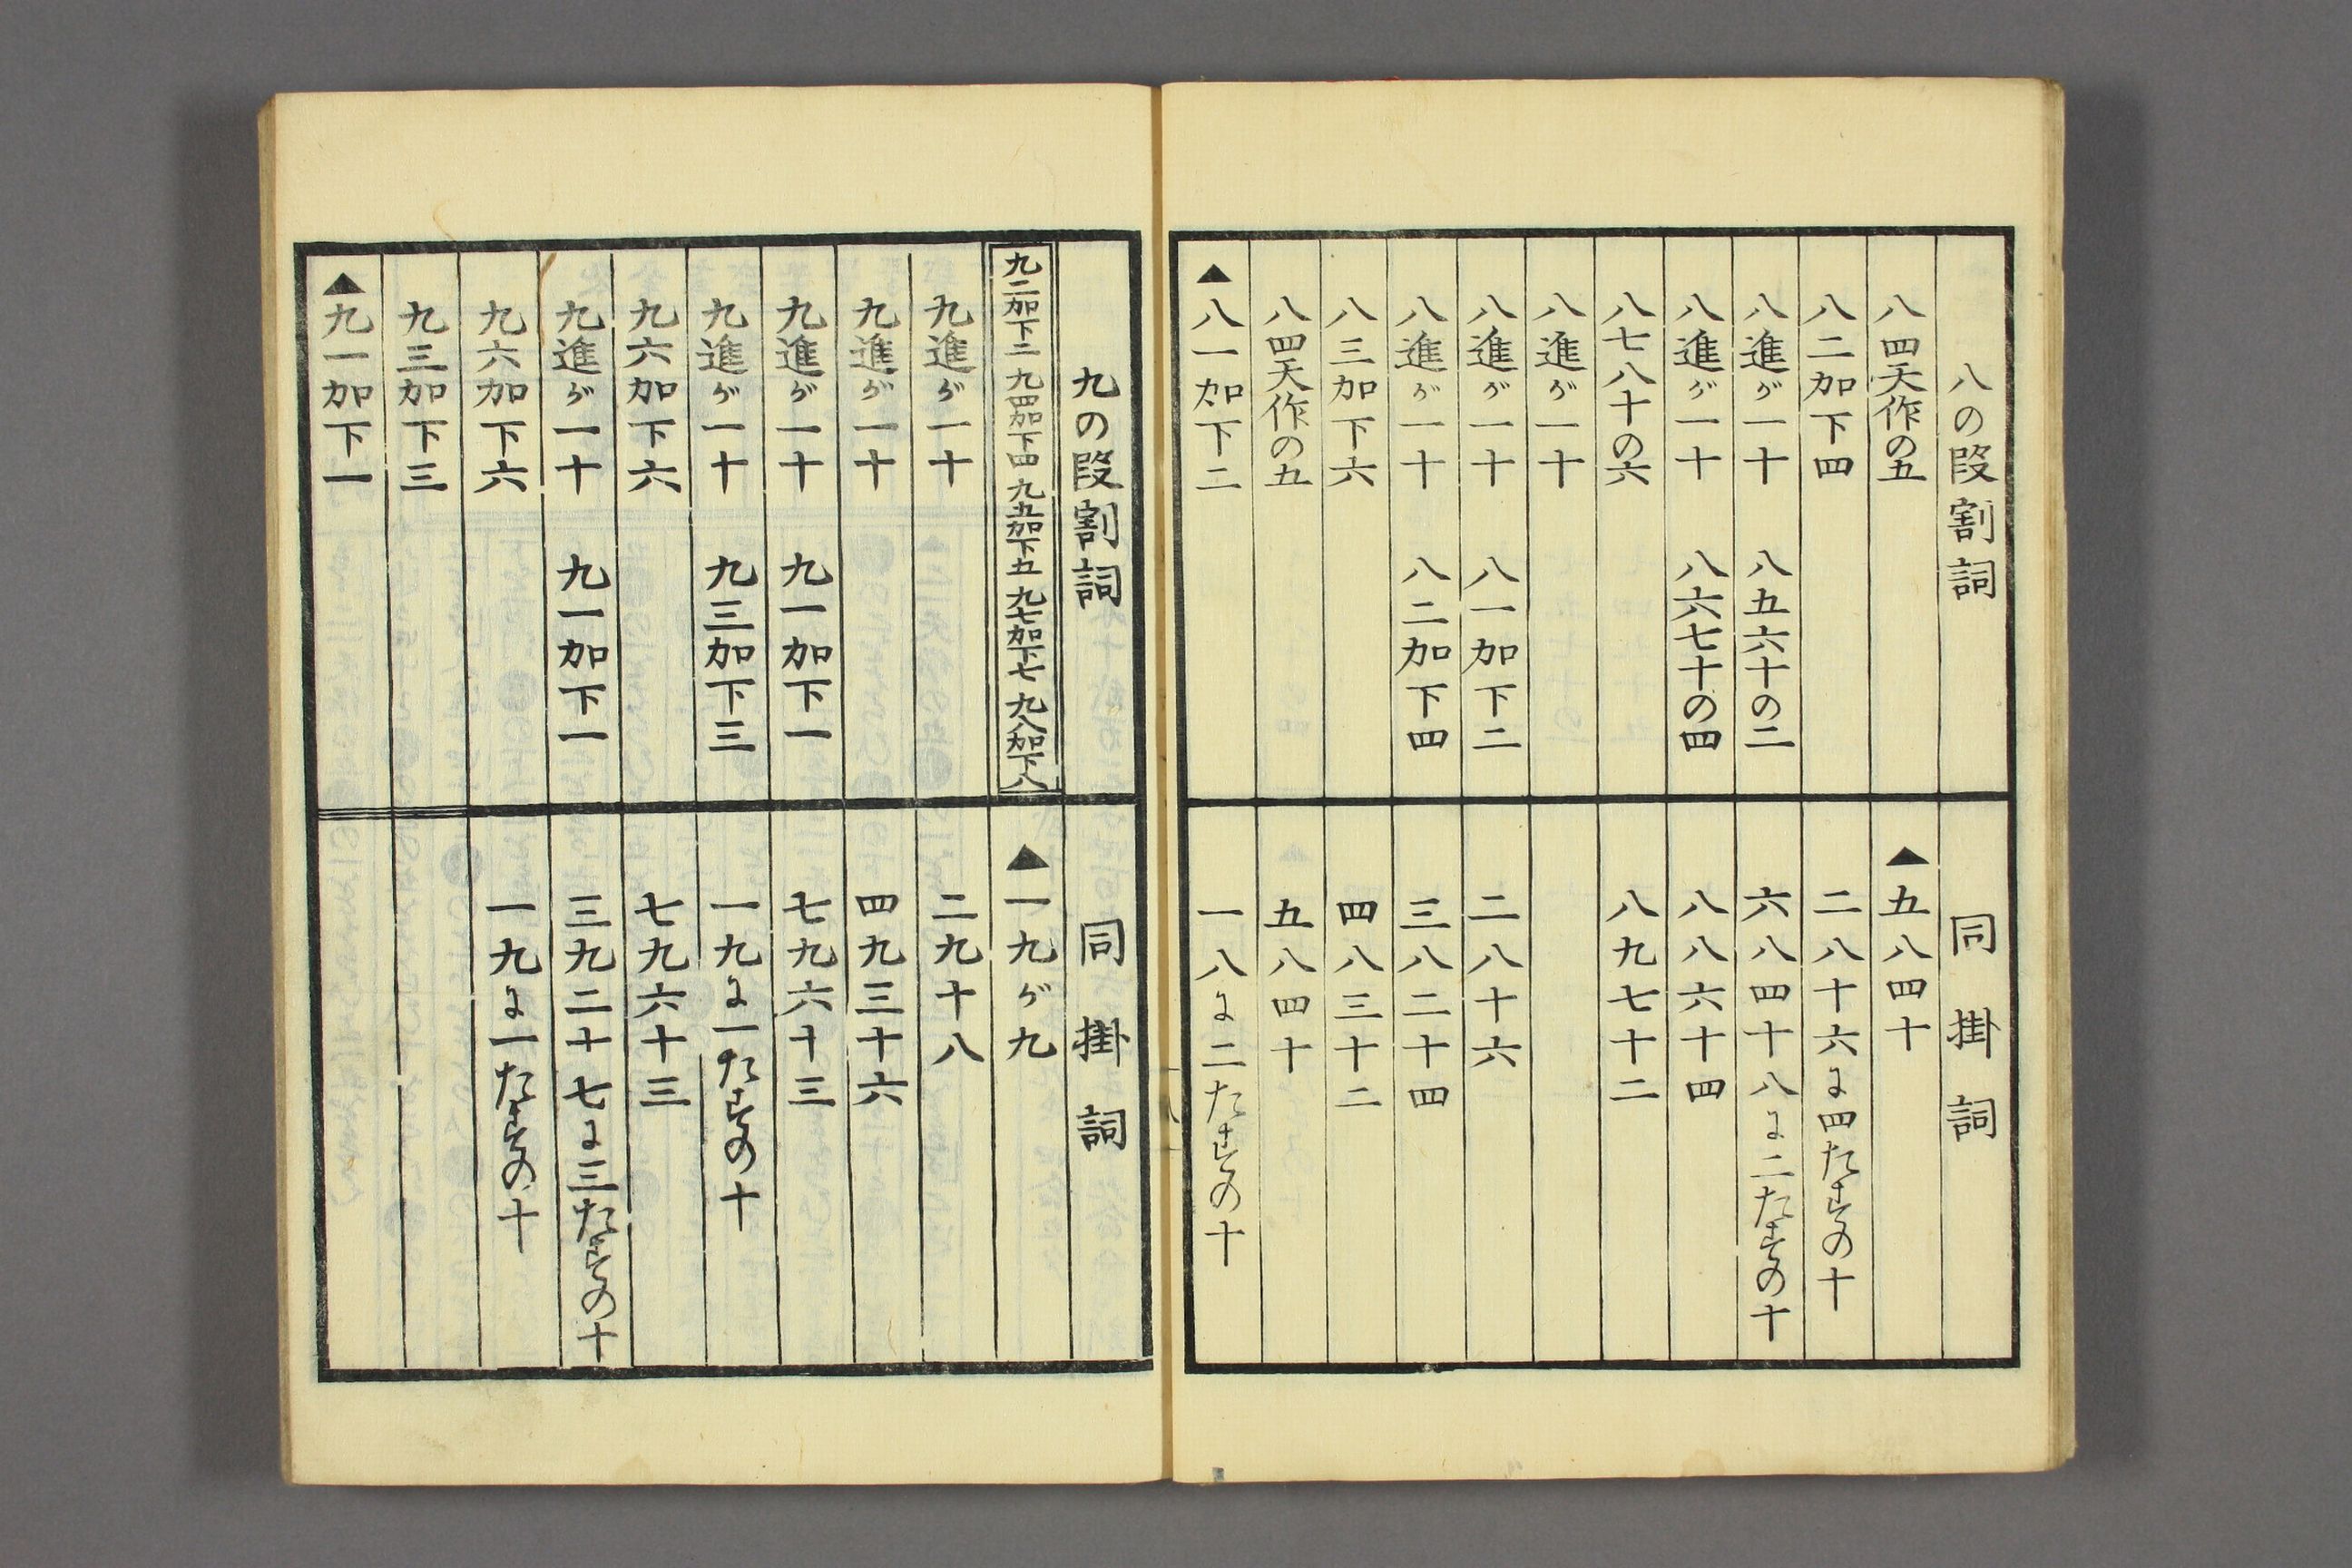 八の段割詞
八四天作の五
八二加下四
八進ガ一十 八五六十の二
八進ガ一十 八六七十の四
八七八十の六
八進ガ一十
八進ガ一十 八一加下二
八進ガ一十 八二加下四
八三加下六
八四天作の五
▲八一加下二
同掛詞
▲五八四十
二八十六に四たすの十
六八四十八に二たすの十
八八六十四
八九七十二
二八十六
三八二十四
四八三十二
五八四十
一八に二たすの十
九の段割詞
九二加下二 九四加下四 九五加下五 九七加下七 九八加下八
九進ガ一十
九進ガ一十
九進ガ一十 九一加下一
九進ガ一十 九三加下三
九六加下六
九進ガ一十 九一加下一
九六加下六
九三加下三
▲九一加下一
同掛詞
▲一九ガ九
二九十八
四九三十六
七九六十三
一九に一たすの十
七九六十三
三九二十七に三たすの十
一九に一たすの十